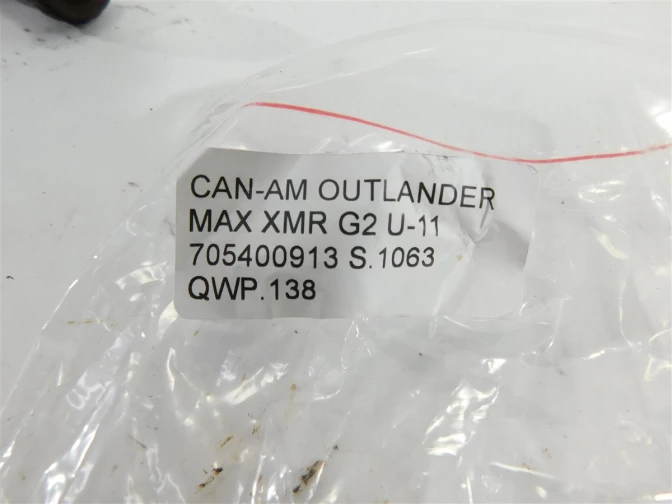 CAN-AM OUTLANDER
MAX XMR G2 U-11
705400913 S.1063
QWP.138